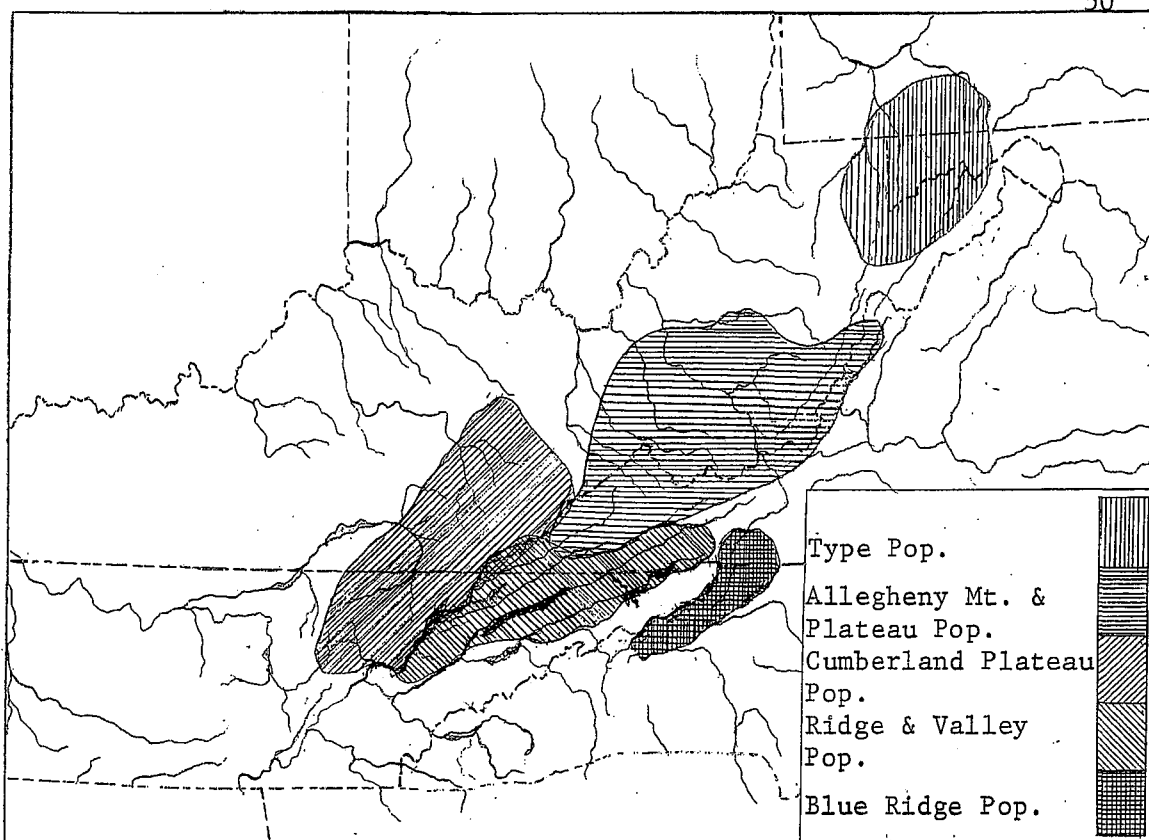 Type Pop.
Allegheny Mt. &
Plateau Pop.
Cumberland Plateau
Pop.
Ridge & Valley
Pop.
Blue Ridge Pop.